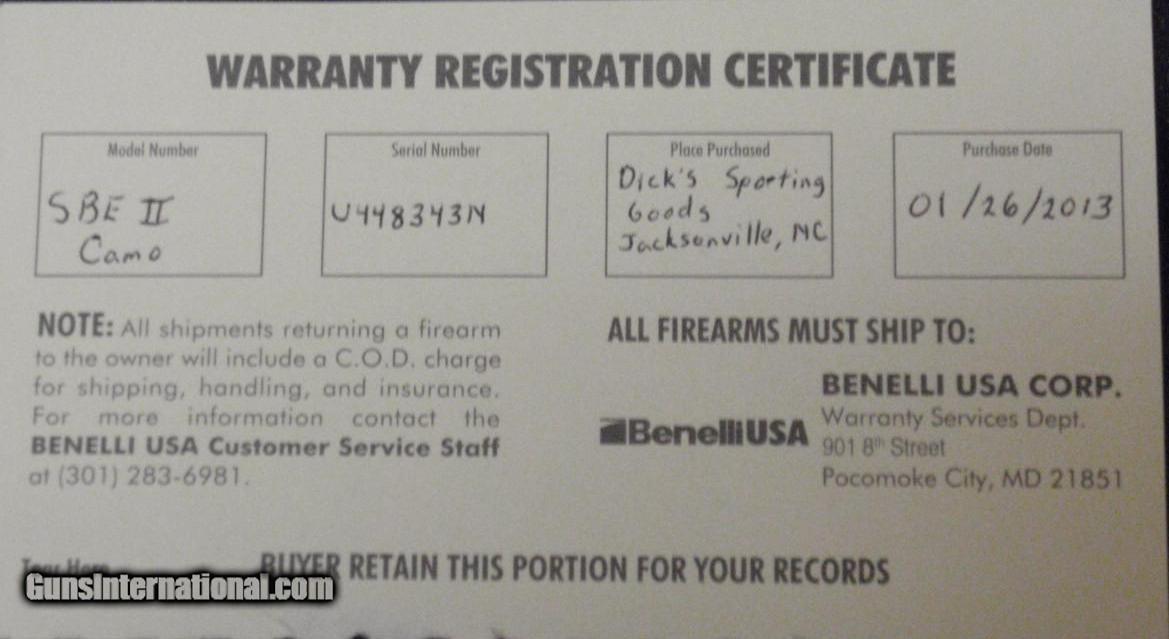 WARRANTY REGISTRATION CERTIFICATE
Model Number
SBE II
Camo
Serial Number
U448343N
Place Purchased
Dick's Sporting
Goods
Jacksonville, NC
Purchase Date
01/26/2013
NOTE: All shipments returning a firearm
to the owner will include a C.O.D. charge
for shipping, handling, and insurance.
For more information contact the
BENELLI USA Customer Service Staff
at (301) 283-6981.
ALL FIREARMS MUST SHIP TO:
BenelliUSA
BENELLI USA CORP.
Warranty Services Dept.
901 8th Street
Pocomoke City, MD 21851
Tear Here
BUYER RETAIN THIS PORTION FOR YOUR RECORDS
GunsInternational.com